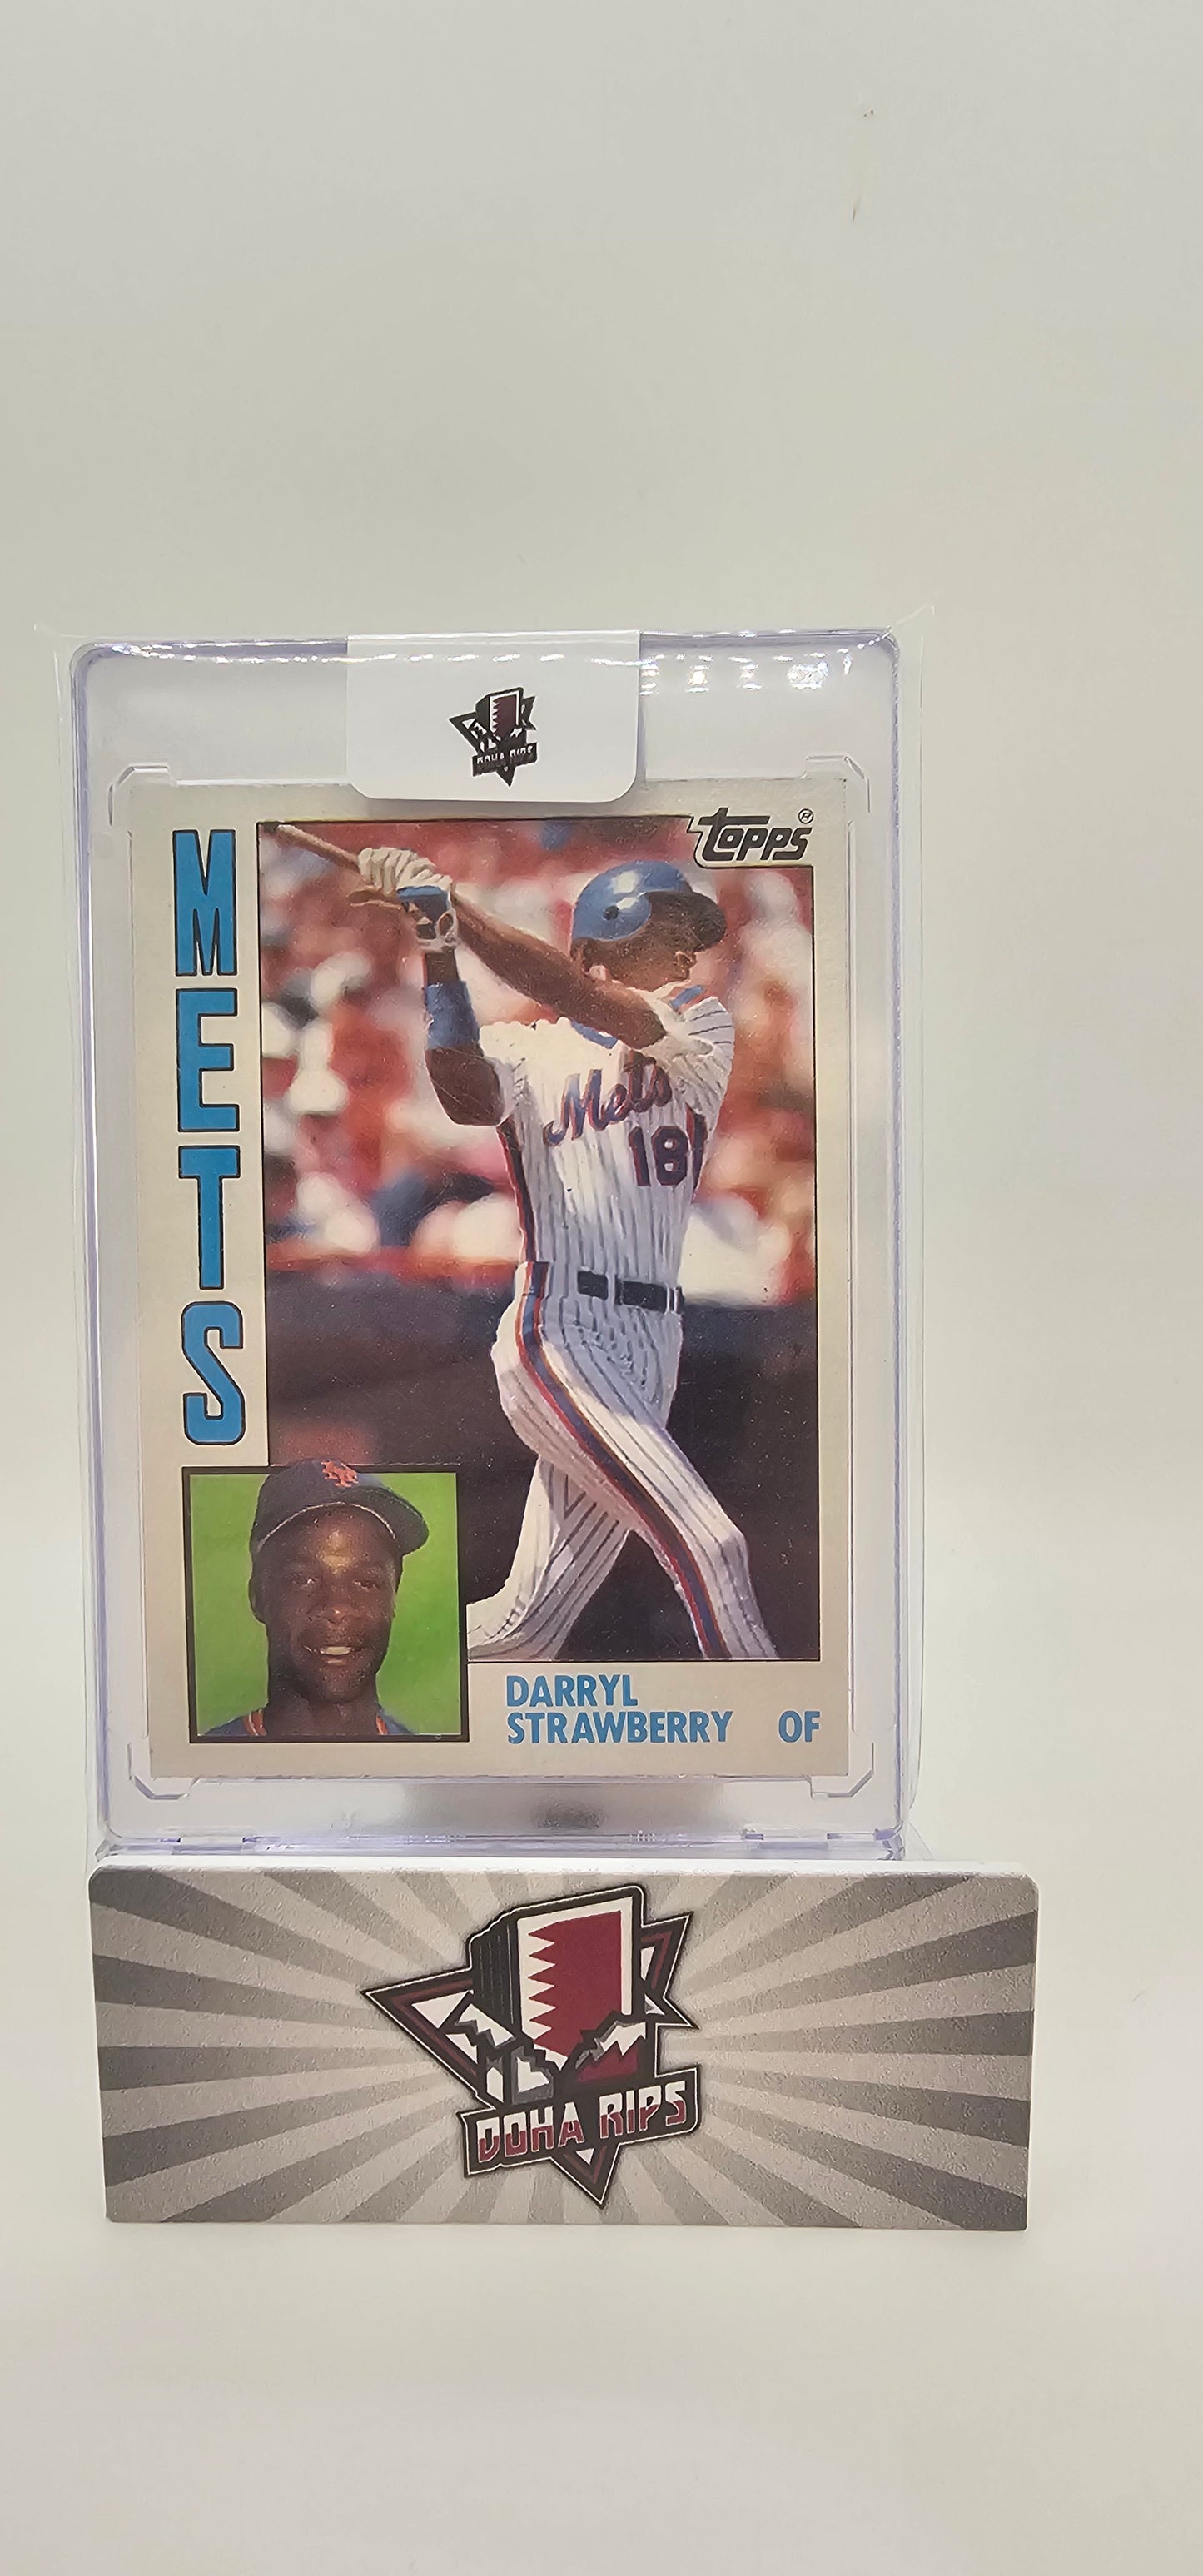 DOHA RIPS
METS
Topps®
Mets
18
DARRYL
STRAWBERRY OF
DOHA RIPS